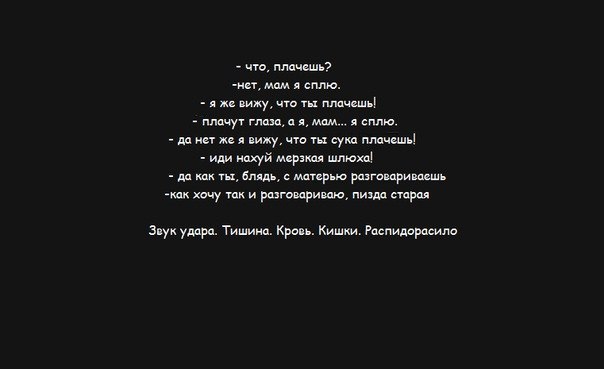 - что, плачешь?
-нет, мам я сплю.
- я же вижу, что ты плачешь!
- плачут глаза, а я, мам... я сплю.
- да нет же я вижу, что ты сука плачешь!
- иди нахуй мерзкая шлюха!
- да как ты, блядь, с матерью разговариваешь
-как хочу так и разговариваю, пизда старая
Звук удара. Тишина. Кровь. Кишки. Распидорасило